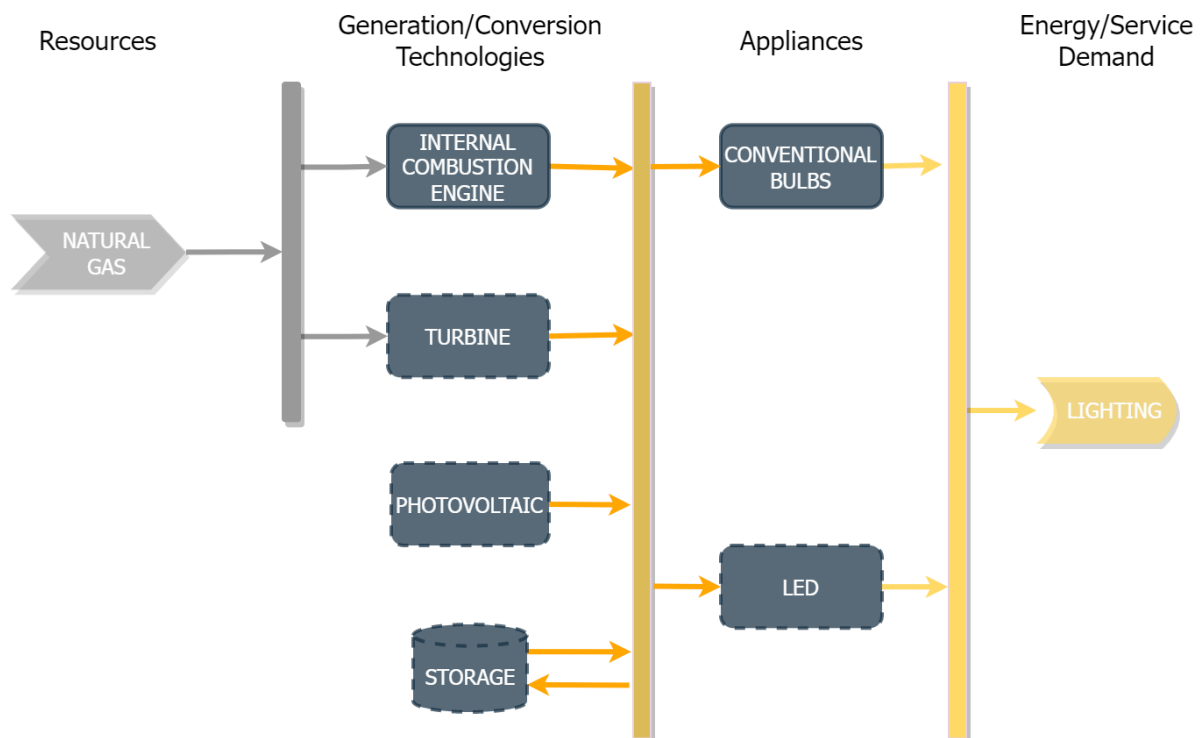 Resources
Generation/Conversion
Technologies
Appliances
Energy/Service
Demand
NATURAL
GAS
INTERNAL
COMBUSTION
ENGINE
TURBINE
PHOTOVOLTAIC
STORAGE
CONVENTIONAL
BULBS
LED
LIGHTING